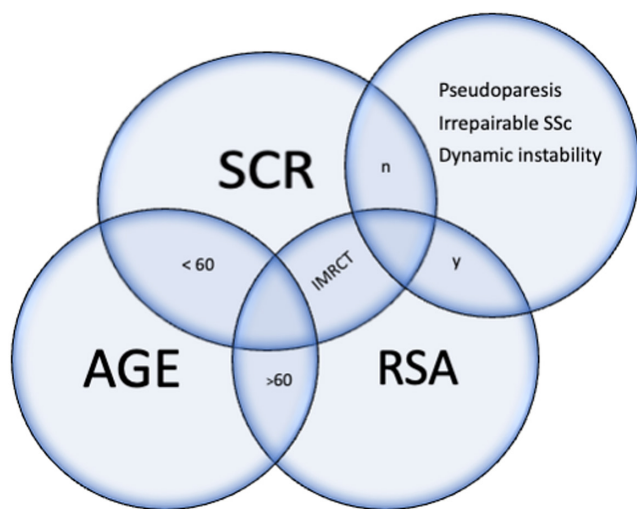 Pseudoparesis
Irrepairable SSc
Dynamic instability
SCR
n
< 60
IMRCT
y
AGE
>60
RSA